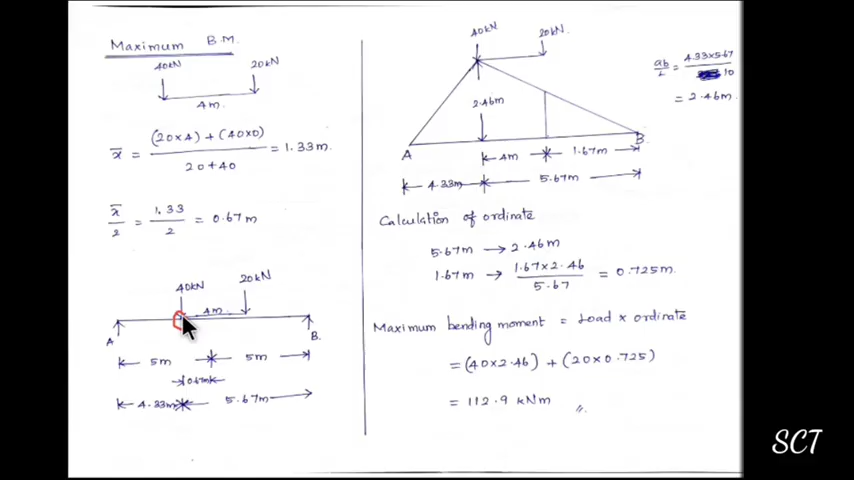 Maximum B.M.
40kN 20kN
4m.
x̄ = (20×4) + (40×0) / 20+40 = 1.33m.
x̄/2 = 1.33/2 = 0.67m
40kN 20kN
4m.
A B.
5m 5m
0.67m
4.33m 5.67m
40kN 20kN.
2.46m
A B
4m 1.67m
4.33m 5.67m
ab/L = 4.33×5.67 / 10
= 2.46m.
Calculation of ordinate
5.67m → 2.46m
1.67m → 1.67×2.46 / 5.67 = 0.725m.
Maximum bending moment = Load × ordinate
= (40×2.46) + (20×0.725)
= 112.9 kNm
SCT